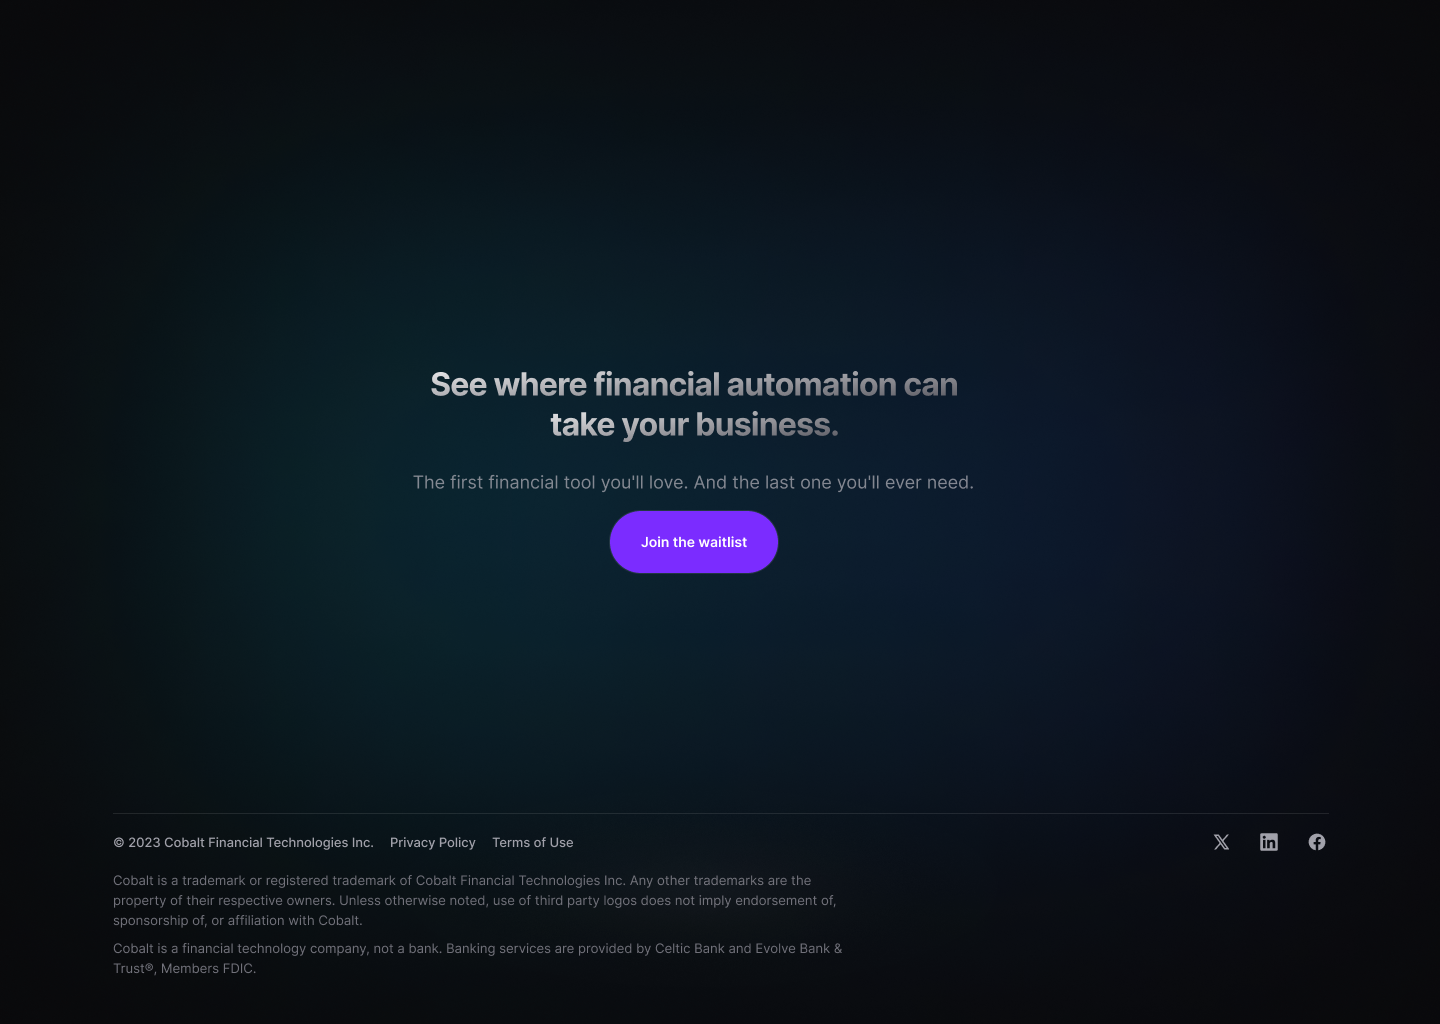 See where financial automation can
take your business.
The first financial tool you'll love. And the last one you'll ever need.
Join the waitlist
© 2023 Cobalt Financial Technologies Inc. Privacy Policy Terms of Use
Cobalt is a trademark or registered trademark of Cobalt Financial Technologies Inc. Any other trademarks are the
property of their respective owners. Unless otherwise noted, use of third party logos does not imply endorsement of,
sponsorship of, or affiliation with Cobalt.
Cobalt is a financial technology company, not a bank. Banking services are provided by Celtic Bank and Evolve Bank &
Trust®, Members FDIC.